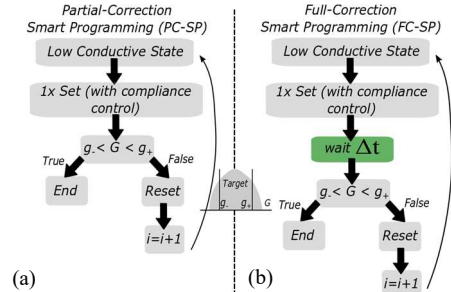 Partial-Correction
Smart Programming (PC-SP)
Low Conductive State
1x Set (with compliance
control)
g- < G < g+
True
False
End
Reset
i=i+1
(a)
Target
g- g+ G
Full-Correction
Smart Programming (FC-SP)
Low Conductive State
1x Set (with compliance
control)
wait Δt
g- < G < g+
True
False
End
Reset
i=i+1
(b)